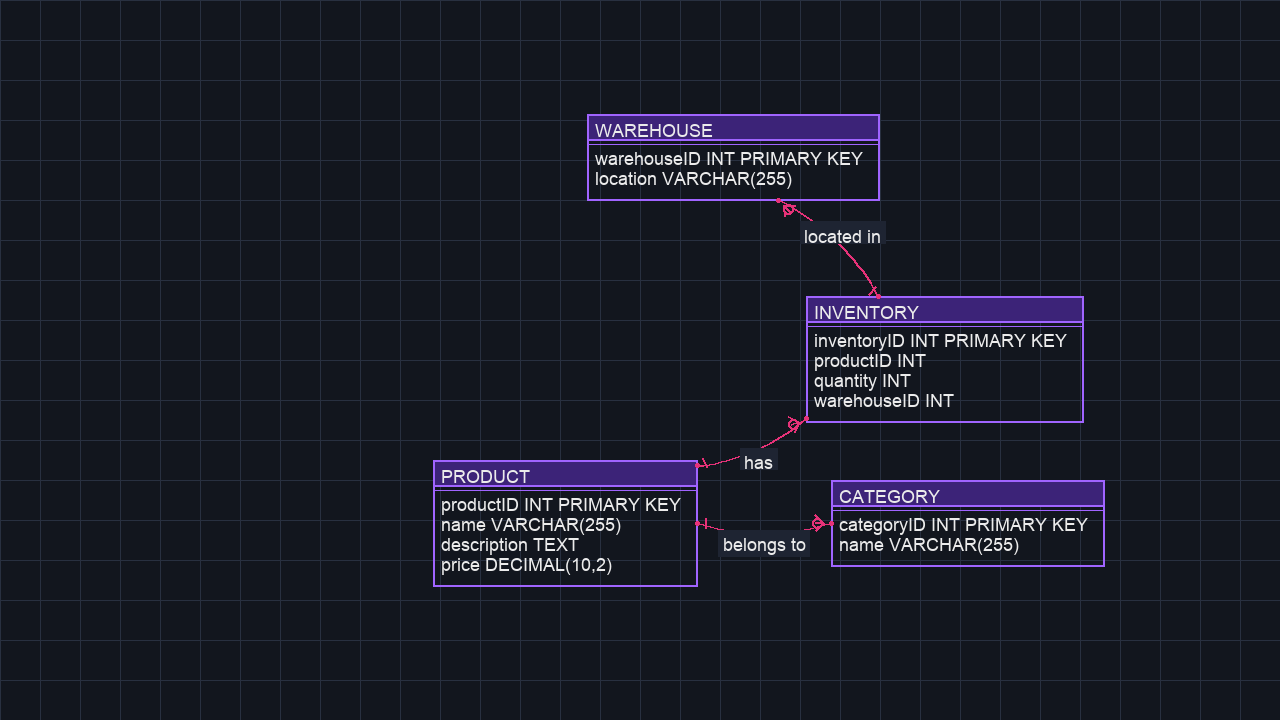 WAREHOUSE
warehouseID INT PRIMARY KEY
location VARCHAR(255)
located in
INVENTORY
inventoryID INT PRIMARY KEY
productID INT
quantity INT
warehouseID INT
has
PRODUCT
productID INT PRIMARY KEY
name VARCHAR(255)
description TEXT
price DECIMAL(10,2)
belongs to
CATEGORY
categoryID INT PRIMARY KEY
name VARCHAR(255)